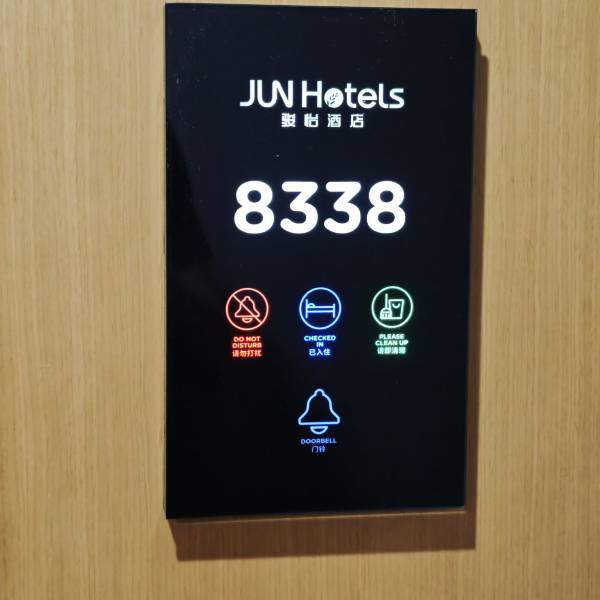 JUN Hotels
骏怡酒店
8338
DO NOT
DISTURB
请勿打扰
CHECKED
IN
已入住
PLEASE
CLEAN UP
请即清理
DOORBELL
门铃